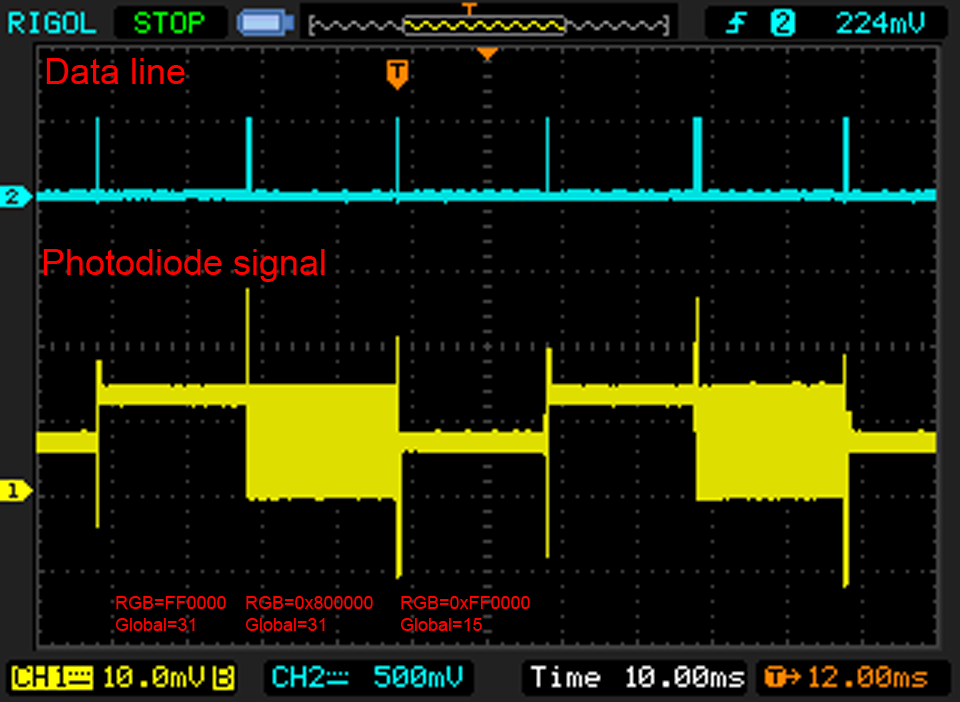 RIGOL STOP T 2 224mV
Data line
T
2
Photodiode signal
1
RGB=FF0000 RGB=0x800000 RGB=0xFF0000
Global=31 Global=31 Global=15
CH1 10.0mV B CH2 500mV Time 10.00ms T→12.00ms